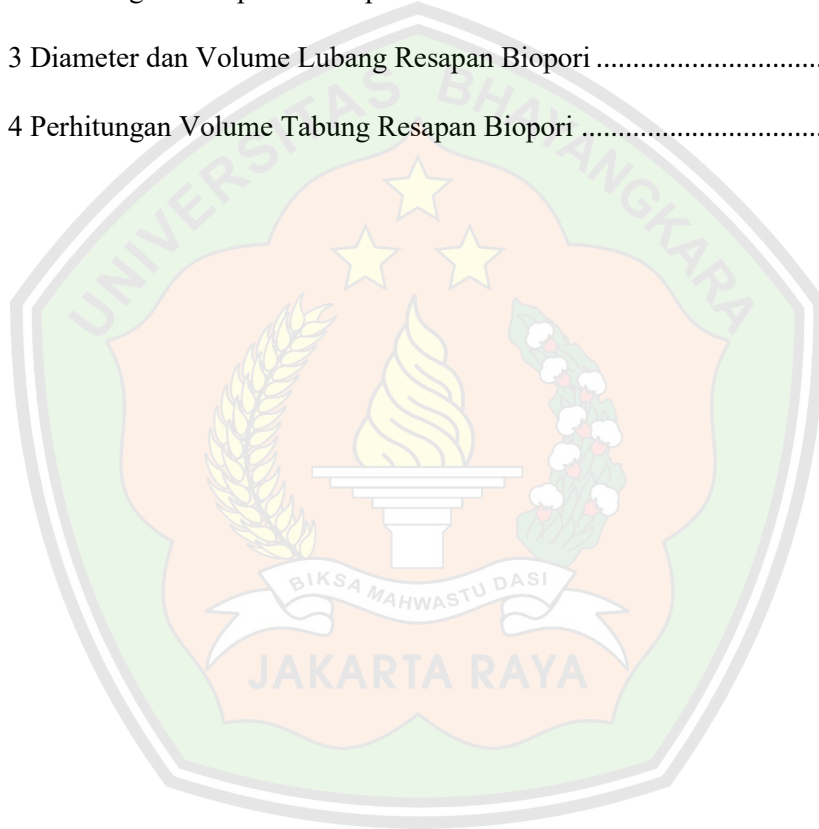 3 Diameter dan Volume Lubang Resapan Biopori ..............................
4 Perhitungan Volume Tabung Resapan Biopori ................................
UNIVERSITAS BHAYANGKARA
BIKSA MAHWASTU DASI
JAKARTA RAYA